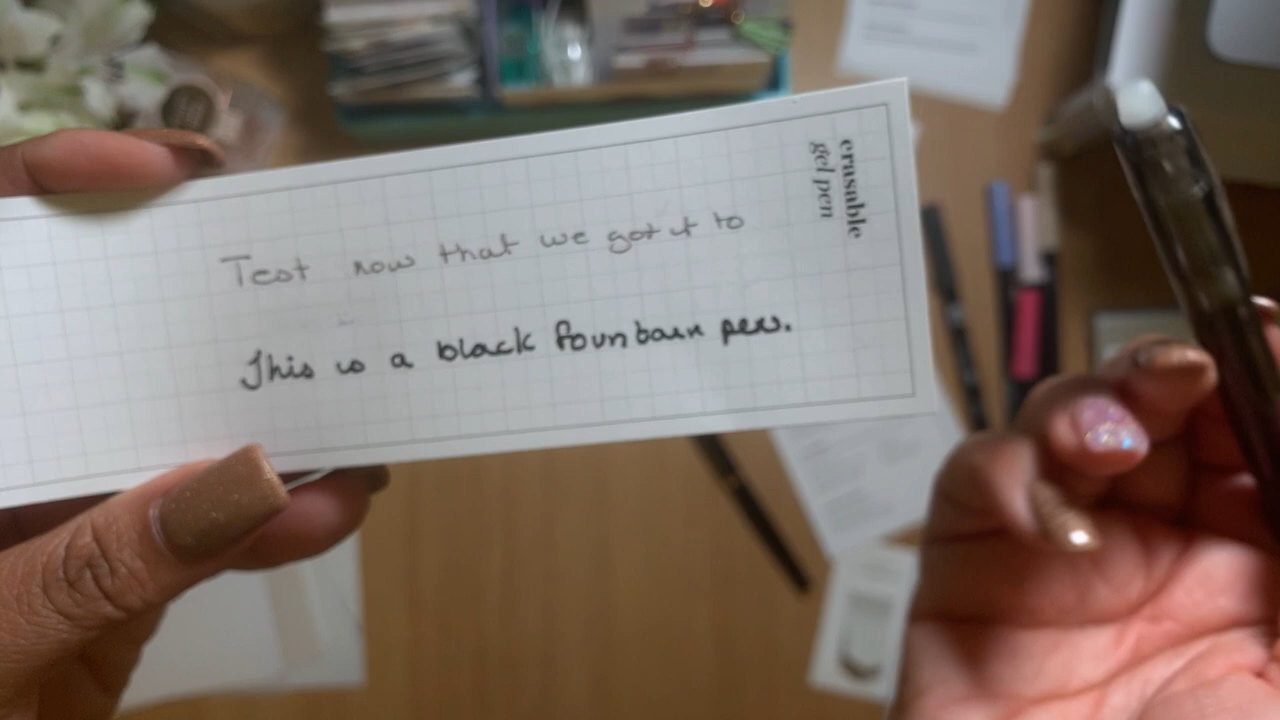 erasable
gel pen
Test now that we got it to
This is a black fountain pen.